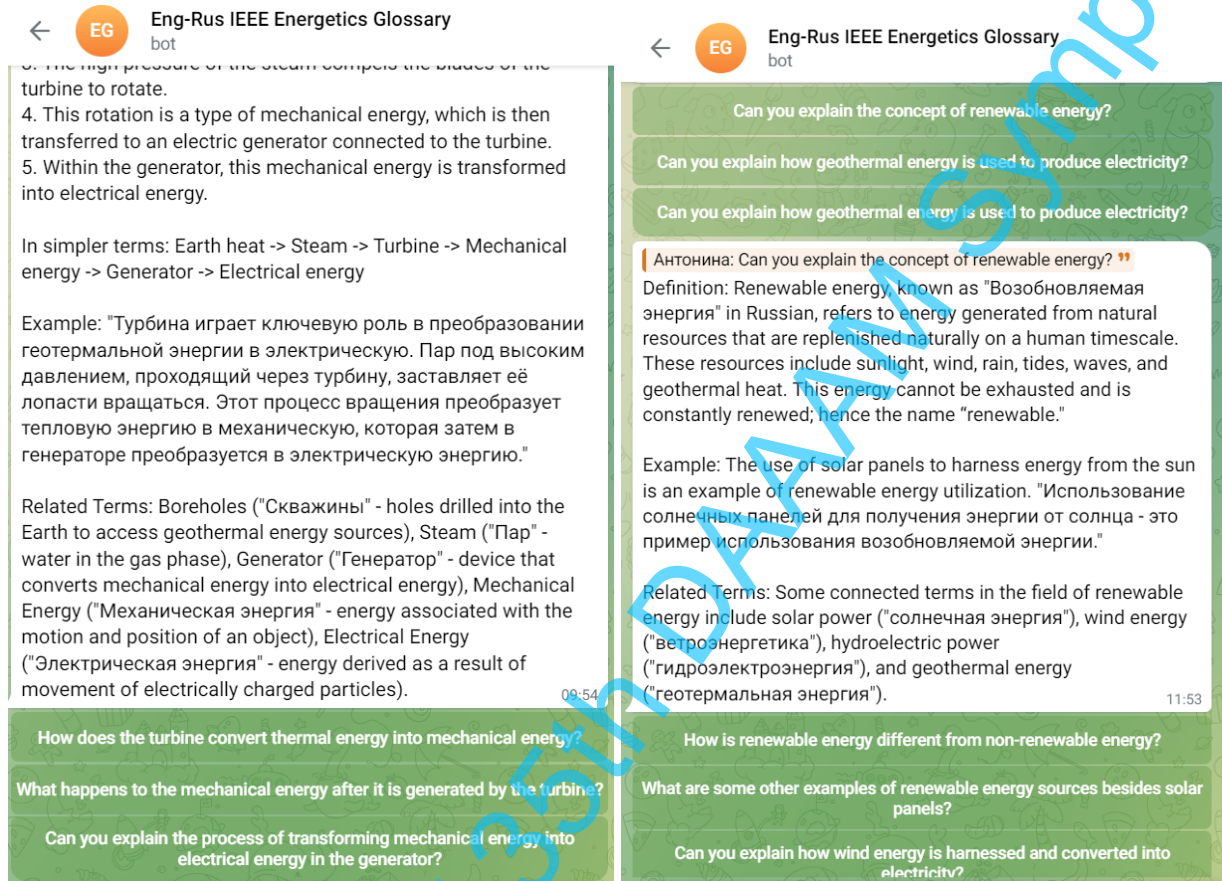 EG
Eng-Rus IEEE Energetics Glossary
bot
3. The high pressure of the steam compels the blades of the
turbine to rotate.
4. This rotation is a type of mechanical energy, which is then
transferred to an electric generator connected to the turbine.
5. Within the generator, this mechanical energy is transformed
into electrical energy.
In simpler terms: Earth heat -> Steam -> Turbine -> Mechanical
energy -> Generator -> Electrical energy
Example: "Турбина играет ключевую роль в преобразовании
геотермальной энергии в электрическую. Пар под высоким
давлением, проходящий через турбину, заставляет её
лопасти вращаться. Этот процесс вращения преобразует
тепловую энергию в механическую, которая затем в
генераторе преобразуется в электрическую энергию."
Related Terms: Boreholes ("Скважины" - holes drilled into the
Earth to access geothermal energy sources), Steam ("Пар" -
water in the gas phase), Generator ("Генератор" - device that
converts mechanical energy into electrical energy), Mechanical
Energy ("Механическая энергия" - energy associated with the
motion and position of an object), Electrical Energy
("Электрическая энергия" - energy derived as a result of
movement of electrically charged particles).
09:54
How does the turbine convert thermal energy into mechanical energy?
What happens to the mechanical energy after it is generated by the turbine?
Can you explain the process of transforming mechanical energy into
electrical energy in the generator?
EG
Eng-Rus IEEE Energetics Glossary
bot
Can you explain the concept of renewable energy?
Can you explain how geothermal energy is used to produce electricity?
Can you explain how geothermal energy is used to produce electricity?
Антонина: Can you explain the concept of renewable energy?
Definition: Renewable energy, known as "Возобновляемая
энергия" in Russian, refers to energy generated from natural
resources that are replenished naturally on a human timescale.
These resources include sunlight, wind, rain, tides, waves, and
geothermal heat. This energy cannot be exhausted and is
constantly renewed; hence the name “renewable."
Example: The use of solar panels to harness energy from the sun
is an example of renewable energy utilization. "Использование
солнечных панелей для получения энергии от солнца - это
пример использования возобновляемой энергии."
Related Terms: Some connected terms in the field of renewable
energy include solar power ("солнечная энергия"), wind energy
("ветроэнергетика"), hydroelectric power
("гидроэлектроэнергия"), and geothermal energy
("геотермальная энергия").
11:53
How is renewable energy different from non-renewable energy?
What are some other examples of renewable energy sources besides solar
panels?
Can you explain how wind energy is harnessed and converted into
electricity?
35th DAAAM Symp